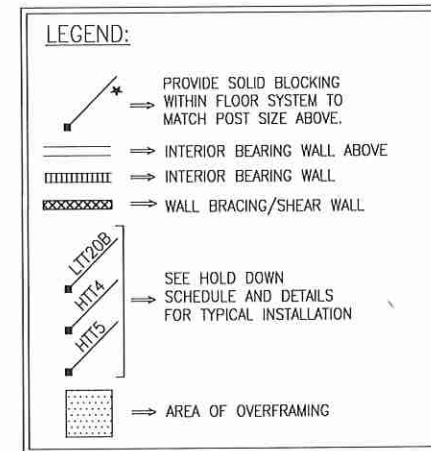 LEGEND:
PROVIDE SOLID BLOCKING
WITHIN FLOOR SYSTEM TO
MATCH POST SIZE ABOVE.
INTERIOR BEARING WALL ABOVE
INTERIOR BEARING WALL
WALL BRACING/SHEAR WALL
LTT20B
HTT4
HTT5
SEE HOLD DOWN
SCHEDULE AND DETAILS
FOR TYPICAL INSTALLATION
AREA OF OVERFRAMING